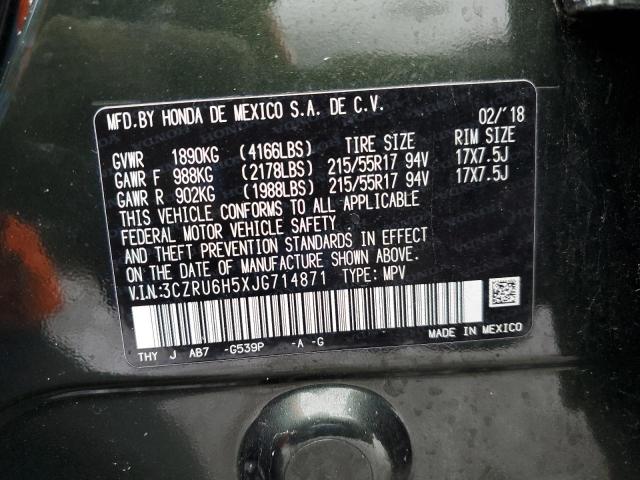 MFD.BY HONDA DE MEXICO S.A. DE C.V. 02/'18
GVWR 1890KG (4166LBS) TIRE SIZE RIM SIZE
GAWR F 988KG (2178LBS) 215/55R17 94V 17X7.5J
GAWR R 902KG (1988LBS) 215/55R17 94V 17X7.5J
THIS VEHICLE CONFORMS TO ALL APPLICABLE
FEDERAL MOTOR VEHICLE SAFETY
AND THEFT PREVENTION STANDARDS IN EFFECT
ON THE DATE OF MANUFACTURE SHOWN ABOVE.
V.I.N:3CZRU6H5XJG714871 TYPE: MPV
THY J AB7 -G539P -A -G MADE IN MEXICO